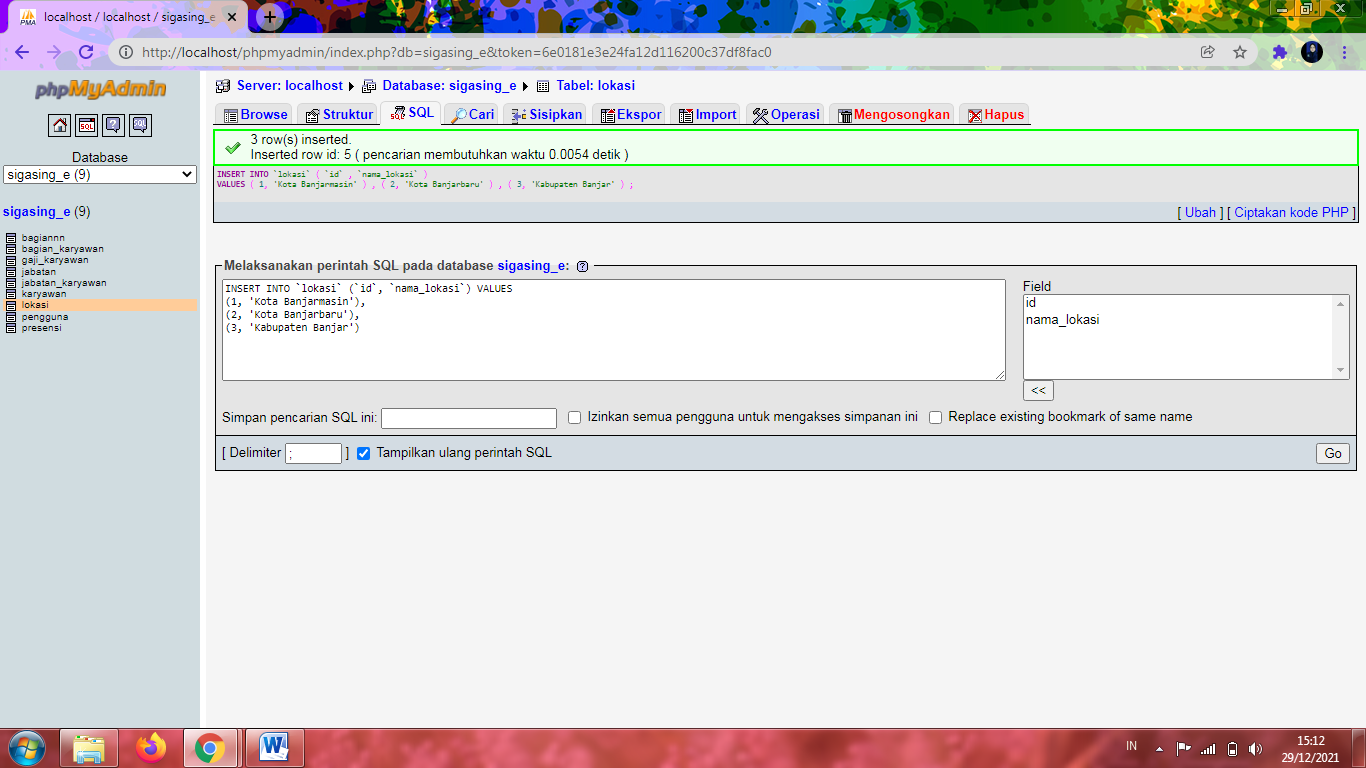 localhost / localhost / sigasing_e
http://localhost/phpmyadmin/index.php?db=sigasing_e&token=6e0181e3e24fa12d116200c37df8fac0
phpMyAdmin
Server: localhost Database: sigasing_e Tabel: lokasi
Browse Struktur SQL Cari Sisipkan Ekspor Import Operasi Mengosongkan Hapus
Database
sigasing_e (9)
sigasing_e (9)
bagiannn
bagian_karyawan
gaji_karyawan
jabatan
jabatan_karyawan
karyawan
lokasi
pengguna
presensi
3 row(s) inserted.
Inserted row id: 5 ( pencarian membutuhkan waktu 0.0054 detik )
INSERT INTO `lokasi` ( `id` , `nama_lokasi` )
VALUES ( 1, 'Kota Banjarmasin' ) , ( 2, 'Kota Banjarbaru' ) , ( 3, 'Kabupaten Banjar' ) ;
[ Ubah ] [ Ciptakan kode PHP ]
Melaksanakan perintah SQL pada database sigasing_e:
INSERT INTO `lokasi` (`id`, `nama_lokasi`) VALUES
(1, 'Kota Banjarmasin'),
(2, 'Kota Banjarbaru'),
(3, 'Kabupaten Banjar')
Field
id
nama_lokasi
<<
Simpan pencarian SQL ini: Izinkan semua pengguna untuk mengakses simpanan ini Replace existing bookmark of same name
[ Delimiter ; ] Tampilkan ulang perintah SQL
Go
IN
15:12
29/12/2021